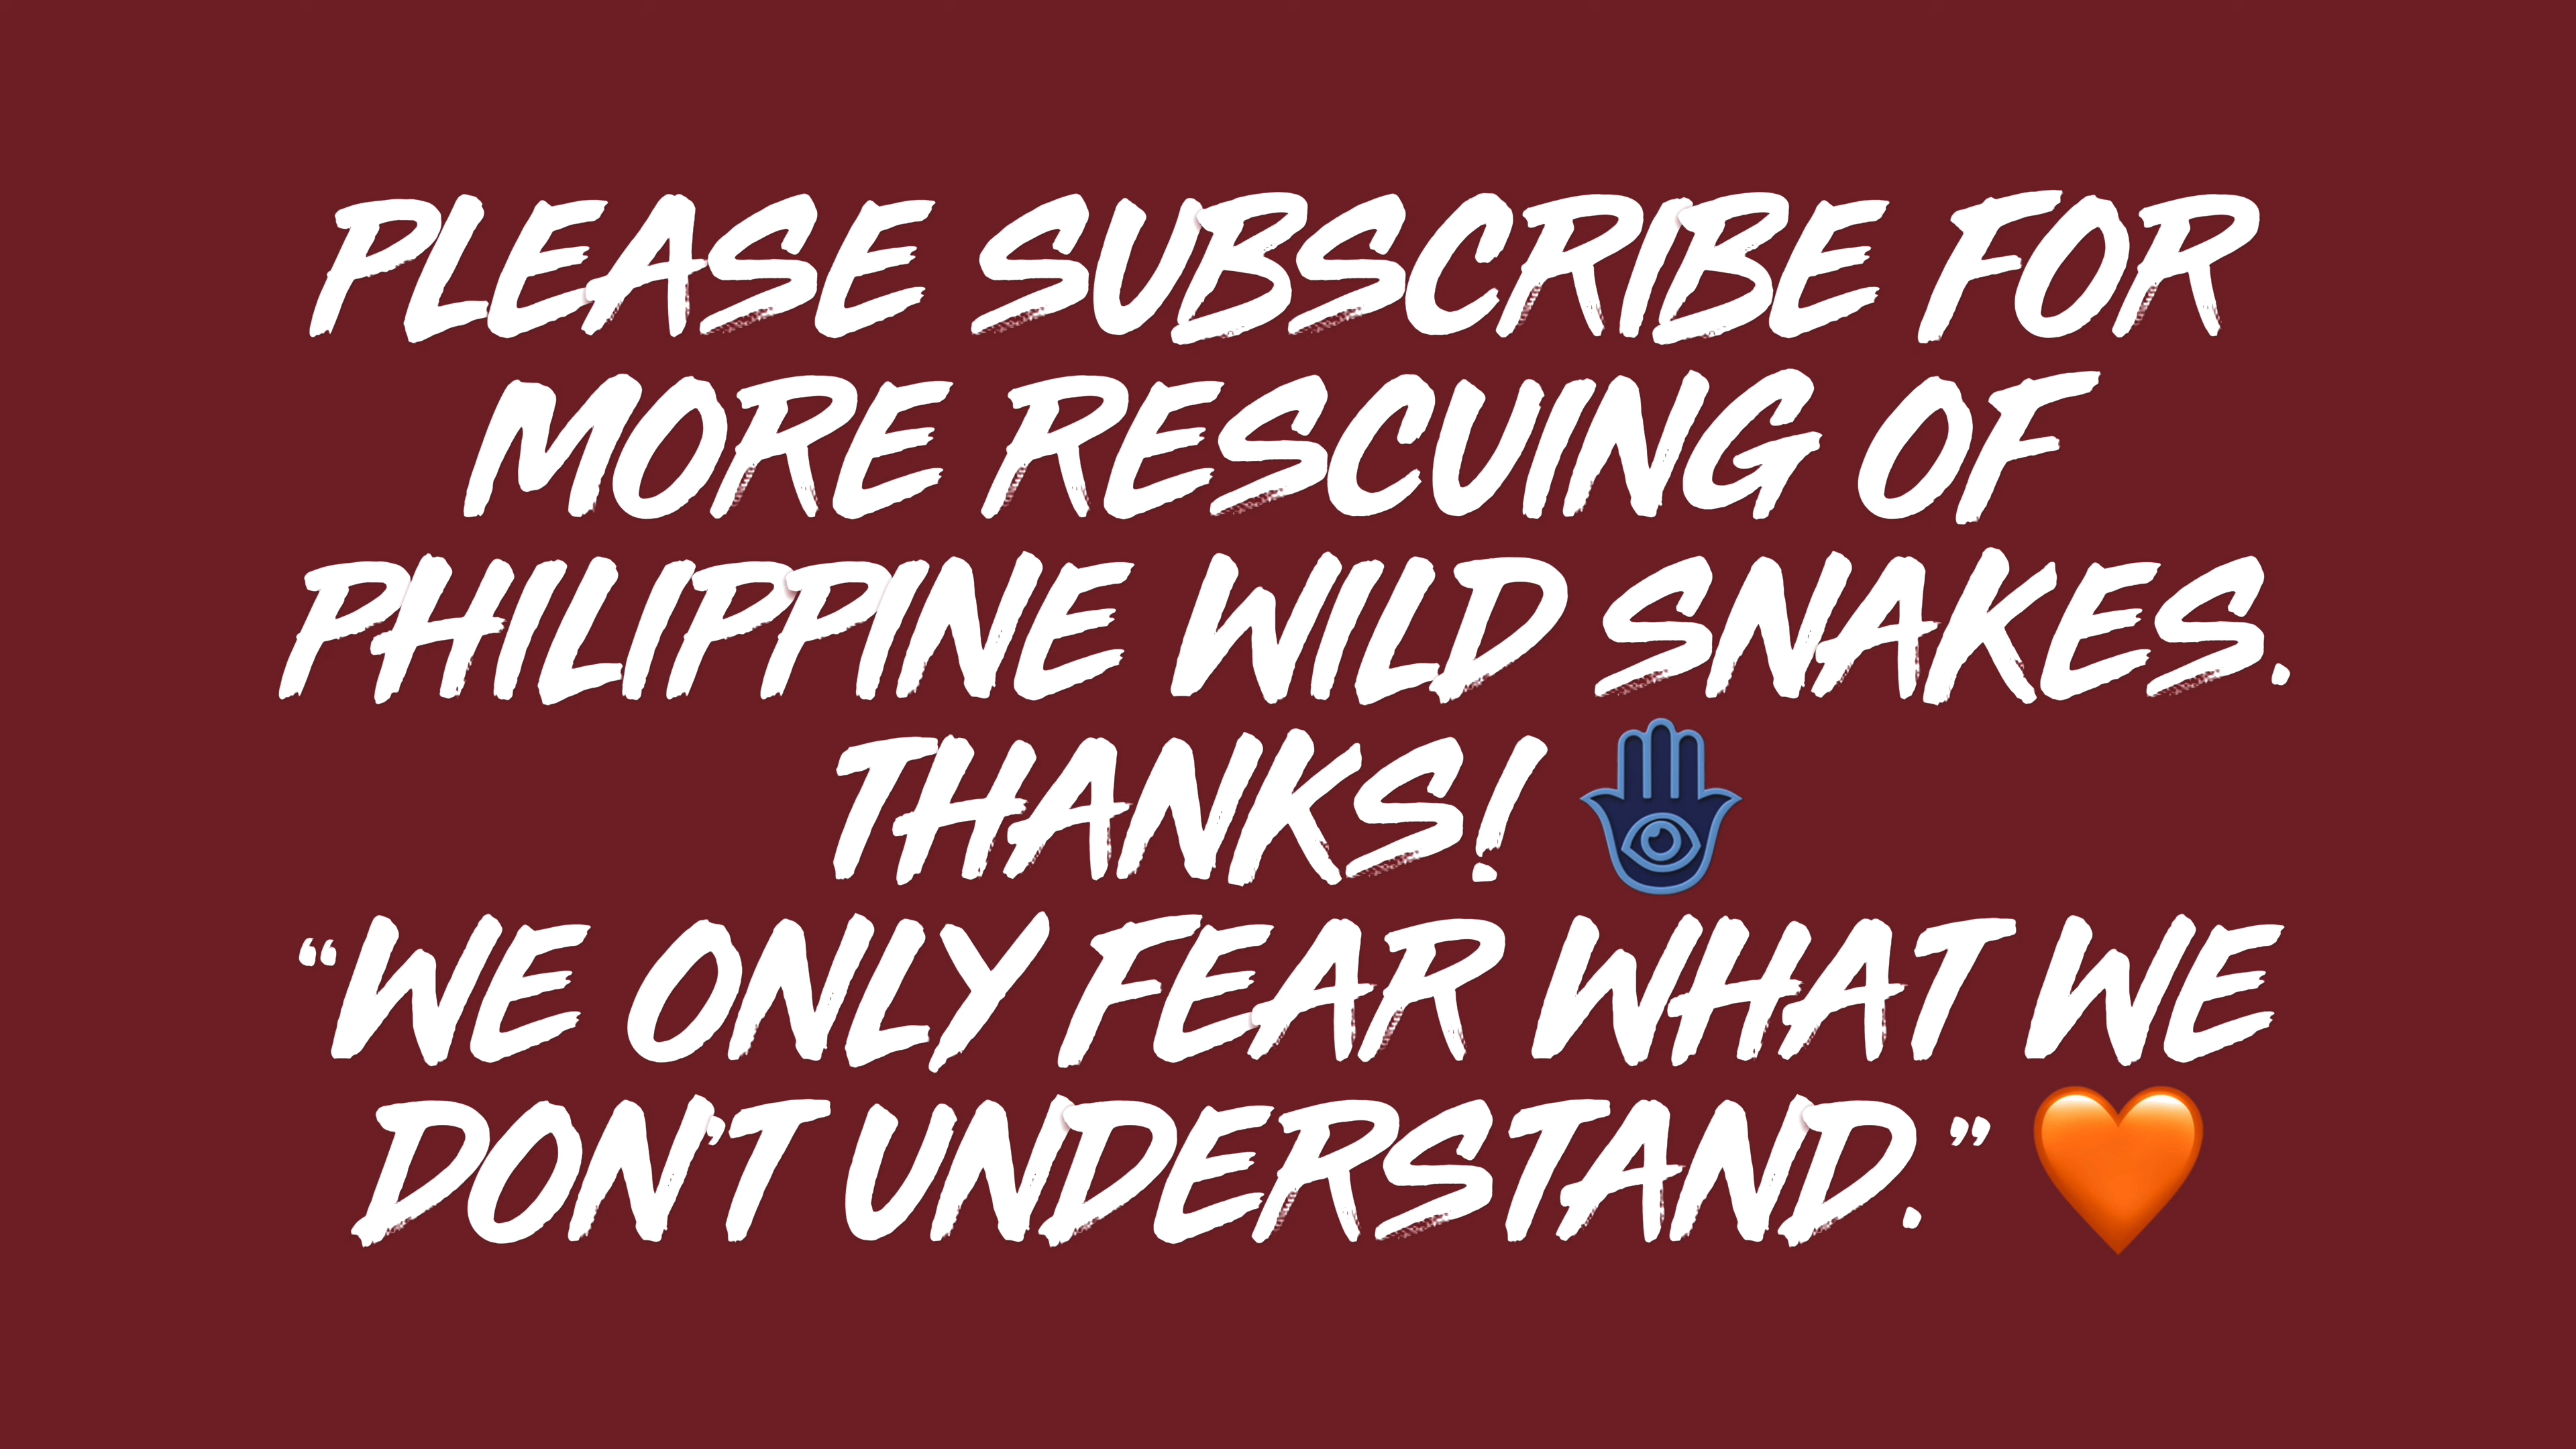 PLEASE SUBSCRIBE FOR
MORE RESCUING OF
PHILIPPINE WILD SNAKES.
THANKS! 🪬
“WE ONLY FEAR WHAT WE
DON’T UNDERSTAND.” 🧡